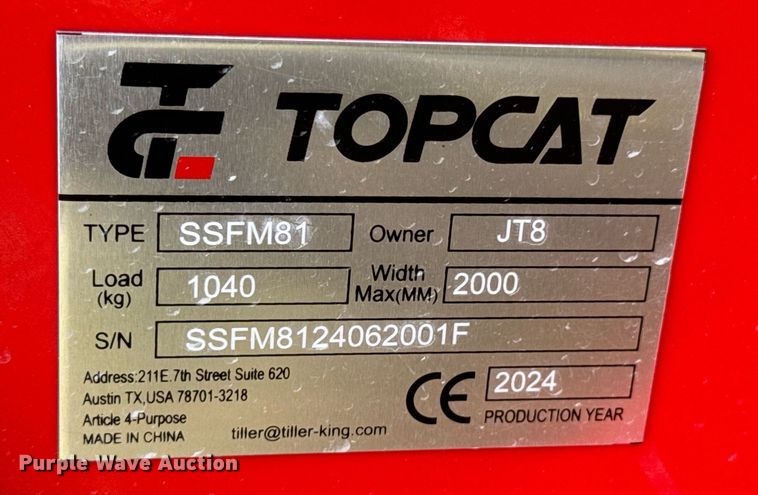 TOPCAT
TYPE SSFM81 Owner JT8
Load (kg) 1040 Width Max(MM) 2000
S/N SSFM8124062001F
Address:211E.7th Street Suite 620
Austin TX,USA 78701-3218
Article 4-Purpose
MADE IN CHINA tiller@tiller-king.com
CE 2024
PRODUCTION YEAR
Purple Wave Auction